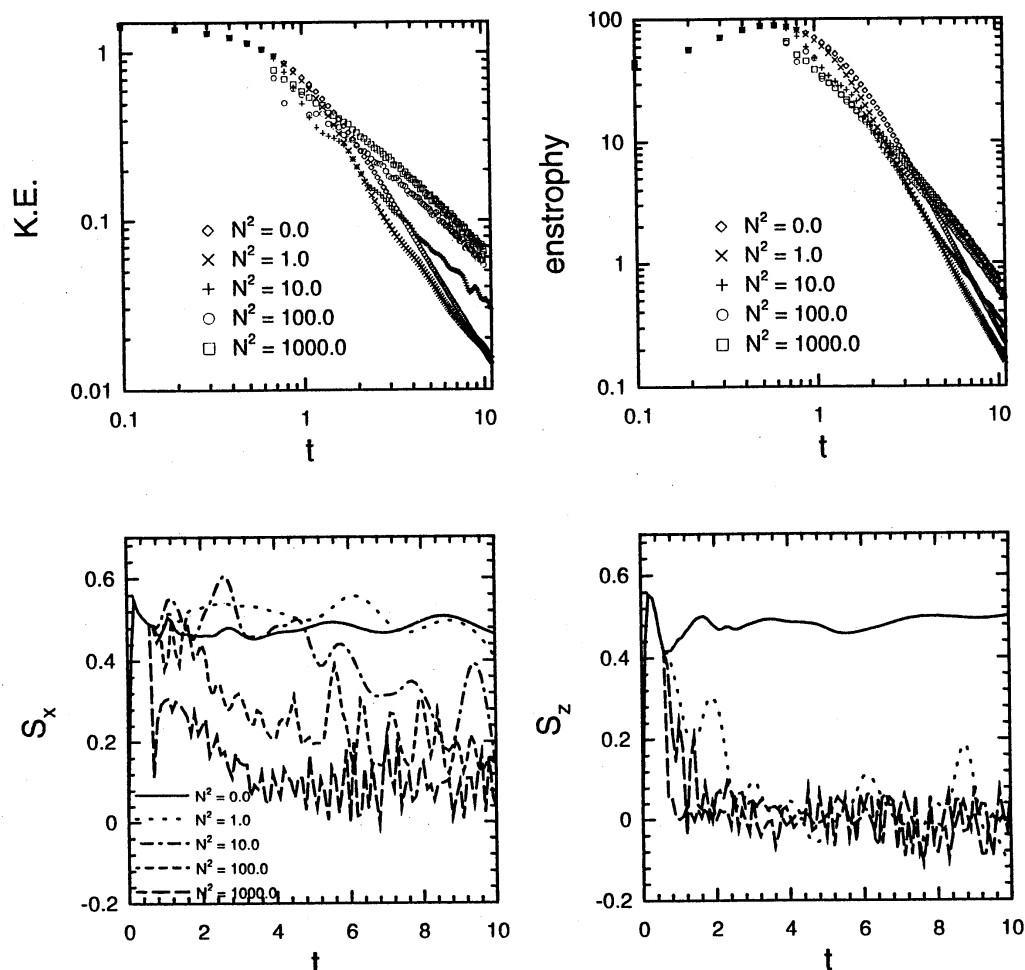 K.E.
1
0.1
0.01
N² = 0.0
N² = 1.0
N² = 10.0
N² = 100.0
N² = 1000.0
0.1
1
10
t
enstrophy
100
10
1
0.1
N² = 0.0
N² = 1.0
N² = 10.0
N² = 100.0
N² = 1000.0
0.1
1
10
t
Sx
0.6
0.4
0.2
0
-0.2
N² = 0.0
N² = 1.0
N² = 10.0
N² = 100.0
N² = 1000.0
0
2
4
6
8
10
t
Sz
0.6
0.4
0.2
0
-0.2
0
2
4
6
8
10
t